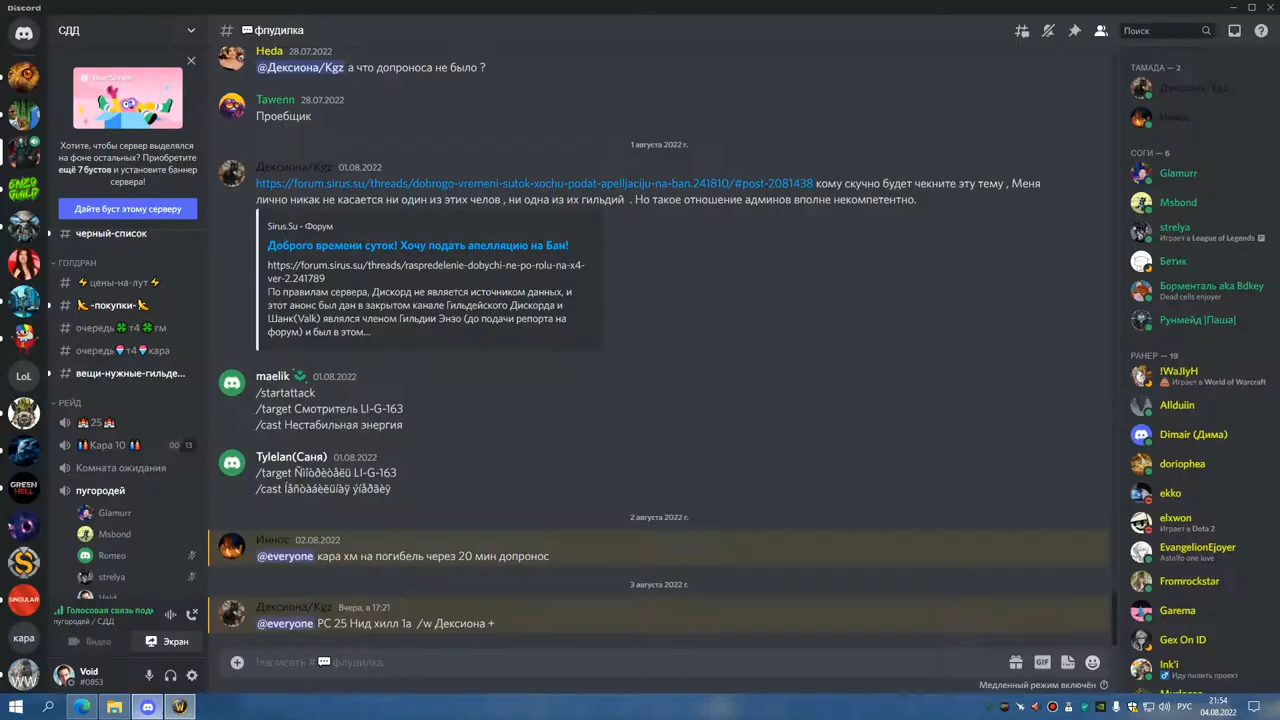 Discord
СДД
Хотите, чтобы сервер выделялся
на фоне остальных? Приобретите
ещё 7 бустов и установите баннер
сервера!
Дайте буст этому серверу
черный-список
ГОЛДРАН
⚡цены-на-лут⚡
-покупки-
очередь🍀т4🍀гм
очередь т4 кара
вещи-нужные-гильде...
РЕЙД
25
Кара 10
00 13
Комната ожидания
пугородей
Glamurr
Msbond
Romeo
strelya
Void
Голосовая связь подк
пугородей / СДД
Видео
Экран
Void
#0853
LoL
GREEN HELL
SINGULAR
кара
# 💬флудилка
Heda 28.07.2022
@Дексиона/Kgz а что допроноса не было ?
Tawenn 28.07.2022
Проебщик
1 августа 2022 г.
Дексиона/Kgz 01.08.2022
https://forum.sirus.su/threads/dobrogo-vremeni-sutok-xochu-podat-apelljaciju-na-ban.241810/#post-2081438 кому скучно будет чекните эту тему , Меня
лично никак не касается ни один из этих челов , ни одна из их гильдий . Но такое отношение админов вполне некомпетентно.
Sirus.Su - Форум
Доброго времени суток! Хочу подать апелляцию на Бан!
https://forum.sirus.su/threads/raspredelenie-dobychi-ne-po-rolu-na-x4-
ver-2.241789
По правилам сервера, Дискорд не является источником данных, и
этот анонс был дан в закрытом канале Гильдейского Дискорда и
Шанк(Valk) являлся членом Гильдии Энзо (до подачи репорта на
форум) и был в этом...
maelik 01.08.2022
/startattack
/target Смотритель LI-G-163
/cast Нестабильная энергия
Tylelan(Саня) 01.08.2022
/target Ñìîòðèòåëü LI-G-163
/cast Íåñòàáèëüíàÿ ýíåðãèÿ
2 августа 2022 г.
Иннос 02.08.2022
@everyone кара хм на погибель через 20 мин допронос
3 августа 2022 г.
Дексиона/Kgz Вчера, в 17:21
@everyone РС 25 Нид хилл 1а /w Дексиона +
Написать #💬флудилка
GIF
Медленный режим включён
Поиск
ТАМАДА – 2
Дексиона/Kgz
Иннос
СОГИ – 6
Glamurr
Msbond
strelya
Играет в League of Legends
Бетик
Борменталь aka Bdkey
Dead cells enjoyer
Рунмейд |Паша|
РАНЕР – 19
!WaJIyH
Играет в World of Warcraft
Allduiin
Dimair (Дима)
doriophea
ekko
elxwon
Играет в Dota 2
EvangelionEjoyer
Astolfo one love
Fromrockstar
Garema
Gex On ID
Ink'i
Иду пилить проект
РУС
21:54
04.08.2022